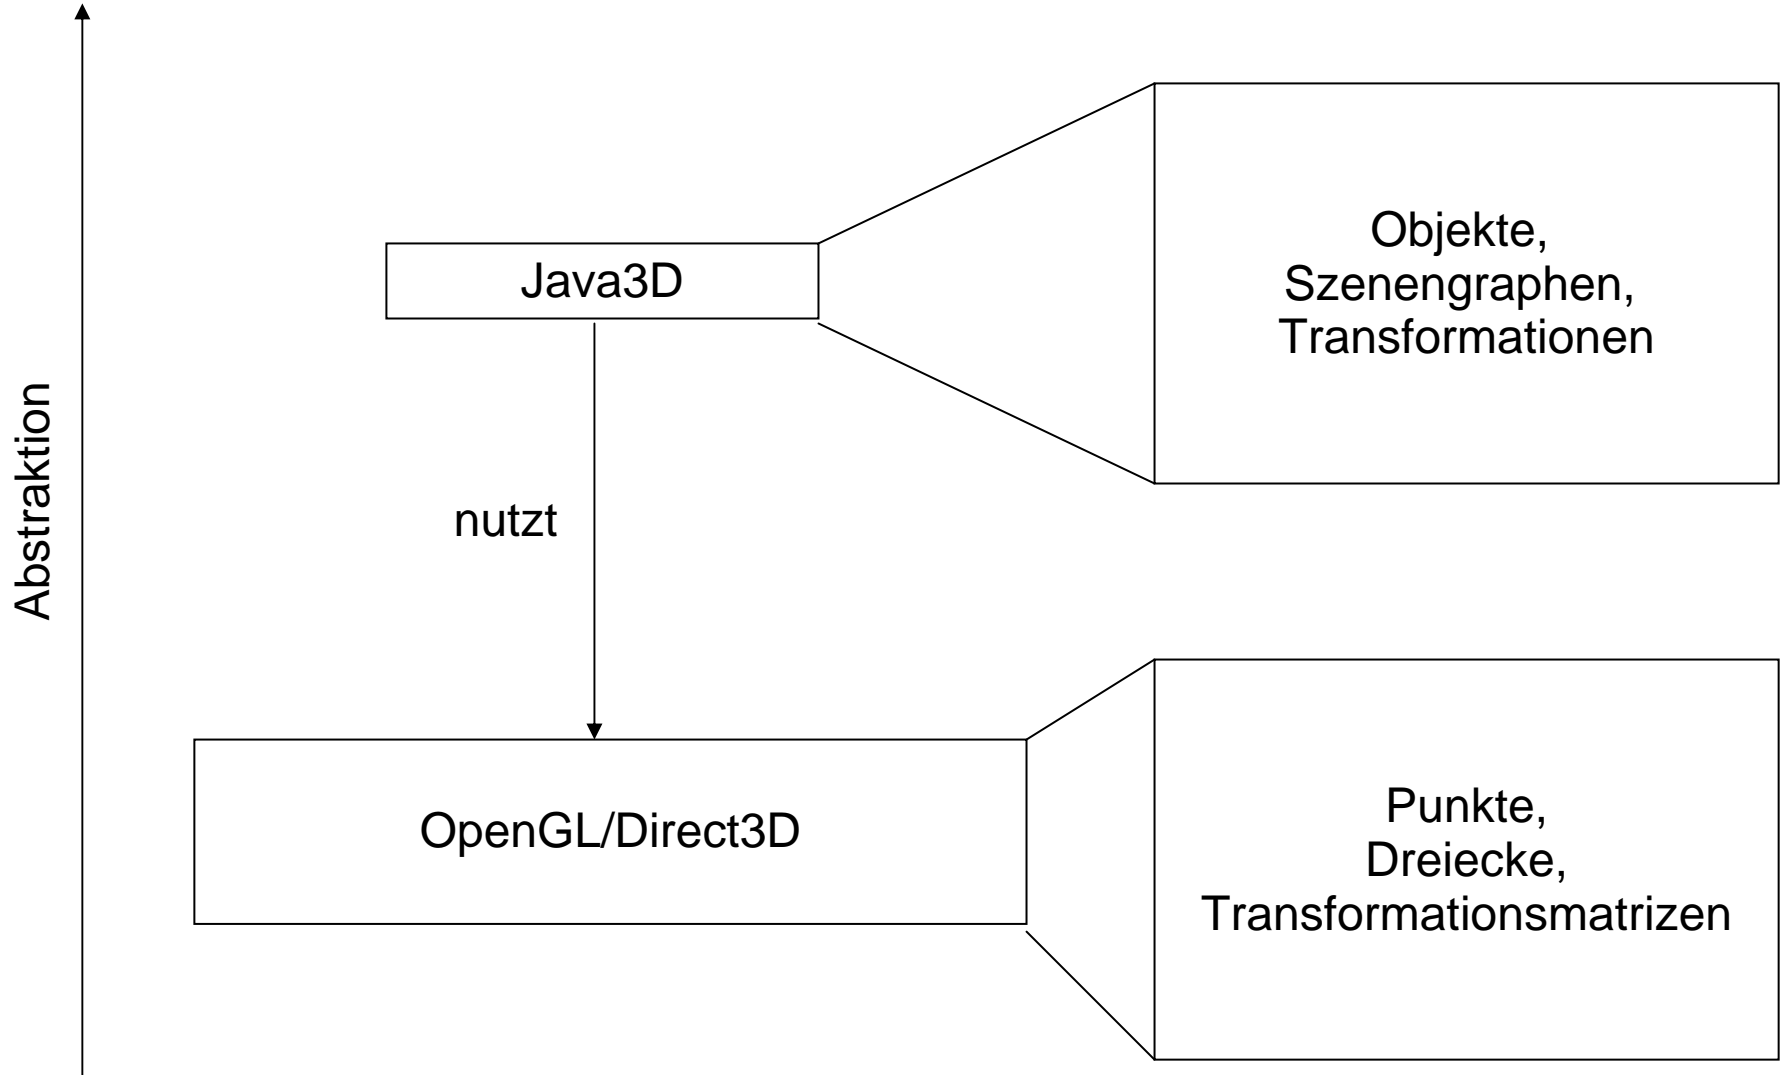 Abstraktion
Java3D
Objekte,
Szenengraphen,
Transformationen
nutzt
OpenGL/Direct3D
Punkte,
Dreiecke,
Transformationsmatrizen